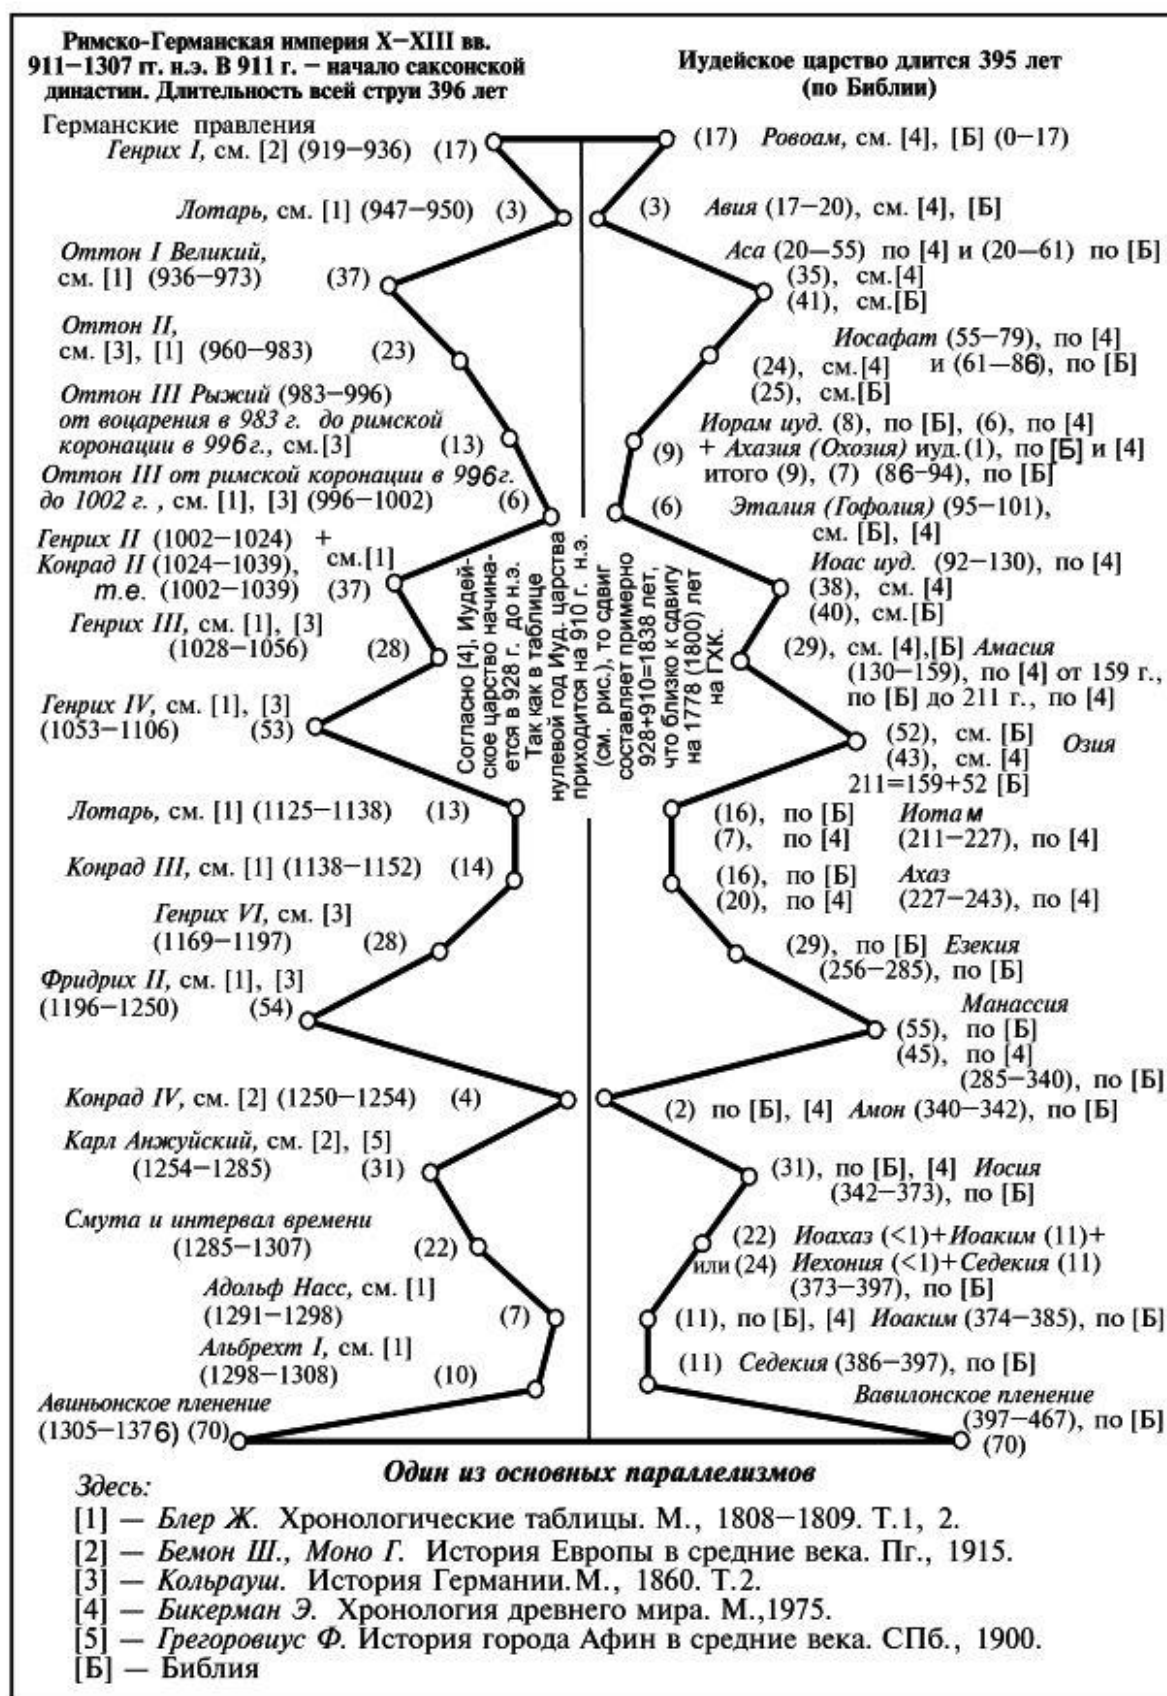 Римско-Германская империя X—XIII вв.
911—1307 гг. н.э. В 911 г. — начало саксонской
династии. Длительность всей струи 396 лет
Иудейское царство длится 395 лет
(по Библии)
Германские правления
Генрих I, см. [2] (919—936) (17)
(17) Ровоам, см. [4], [Б] (0—17)
Лотарь, см. [1] (947—950) (3)
(3) Авия (17—20), см. [4], [Б]
Оттон I Великий,
см. [1] (936—973) (37)
Аса (20—55) по [4] и (20—61) по [Б]
(35), см.[4]
(41), см.[Б]
Оттон II,
см. [3], [1] (960—983) (23)
Иосафат (55—79), по [4]
(24), см.[4] и (61—86), по [Б]
(25), см.[Б]
Оттон III Рыжий (983—996)
от воцарения в 983 г. до римской
коронации в 996г., см.[3] (13)
Иорам иуд. (8), по [Б], (6), по [4]
(9) + Ахазия (Охозия) иуд.(1), по [Б] и [4]
итого (9), (7) (86—94), по [Б]
Оттон III от римской коронации в 996г.
до 1002 г. , см. [1], [3] (996—1002) (6)
(6) Эталия (Гофолия) (95—101),
см. [Б], [4]
Генрих II (1002—1024) +
Конрад II (1024—1039), см.[1]
т.е. (1002—1039) (37)
Иоас иуд. (92—130), по [4]
(38), см. [4]
(40), см.[Б]
Генрих III, см. [1], [3]
(1028—1056) (28)
(29), см. [4],[Б] Амасия
(130—159), по [4] от 159 г.,
по [Б] до 211 г., по [4]
Генрих IV, см. [1], [3]
(1053—1106) (53)
(52), см. [Б] Озия
(43), см. [4]
211=159+52 [Б]
Согласно [4], Иудей-
ское царство начина-
ется в 928 г. до н.э.
Так как в таблице
нулевой год Иуд. царства
приходится на 910 г. н.э.
(см. рис.), то сдвиг
составляет примерно
928+910=1838 лет,
что близко к сдвигу
на 1778 (1800) лет
на ГХК.
Лотарь, см. [1] (1125—1138) (13)
(16), по [Б] Иотам
(7), по [4] (211—227), по [4]
Конрад III, см. [1] (1138—1152) (14)
(16), по [Б] Ахаз
(20), по [4] (227—243), по [4]
Генрих VI, см. [3]
(1169—1197) (28)
(29), по [Б] Езекия
(256—285), по [Б]
Фридрих II, см. [1], [3]
(1196—1250) (54)
Манассия
(55), по [Б]
(45), по [4]
(285—340), по [Б]
Конрад IV, см. [2] (1250—1254) (4)
(2) по [Б], [4] Амон (340—342), по [Б]
Карл Анжуйский, см. [2], [5]
(1254—1285) (31)
(31), по [Б], [4] Иосия
(342—373), по [Б]
Смута и интервал времени
(1285—1307) (22)
(22) Иоахаз (<1)+Иоаким (11)+
или (24) Иехония (<1)+Седекия (11)
(373—397), по [Б]
Адольф Насс, см. [1]
(1291—1298) (7)
(11), по [Б], [4] Иоаким (374—385), по [Б]
Альбрехт I, см. [1]
(1298—1308) (10)
(11) Седекия (386—397), по [Б]
Авиньонское пленение
(1305—1376) (70)
Вавилонское пленение
(397—467), по [Б]
(70)
Один из основных параллелизмов
Здесь:
[1] — Блер Ж. Хронологические таблицы. М., 1808—1809. Т.1, 2.
[2] — Бемон Ш., Моно Г. История Европы в средние века. Пг., 1915.
[3] — Кольрауш. История Германии.М., 1860. Т.2.
[4] — Бикерман Э. Хронология древнего мира. М.,1975.
[5] — Грегоровиус Ф. История города Афин в средние века. СПб., 1900.
[Б] — Библия